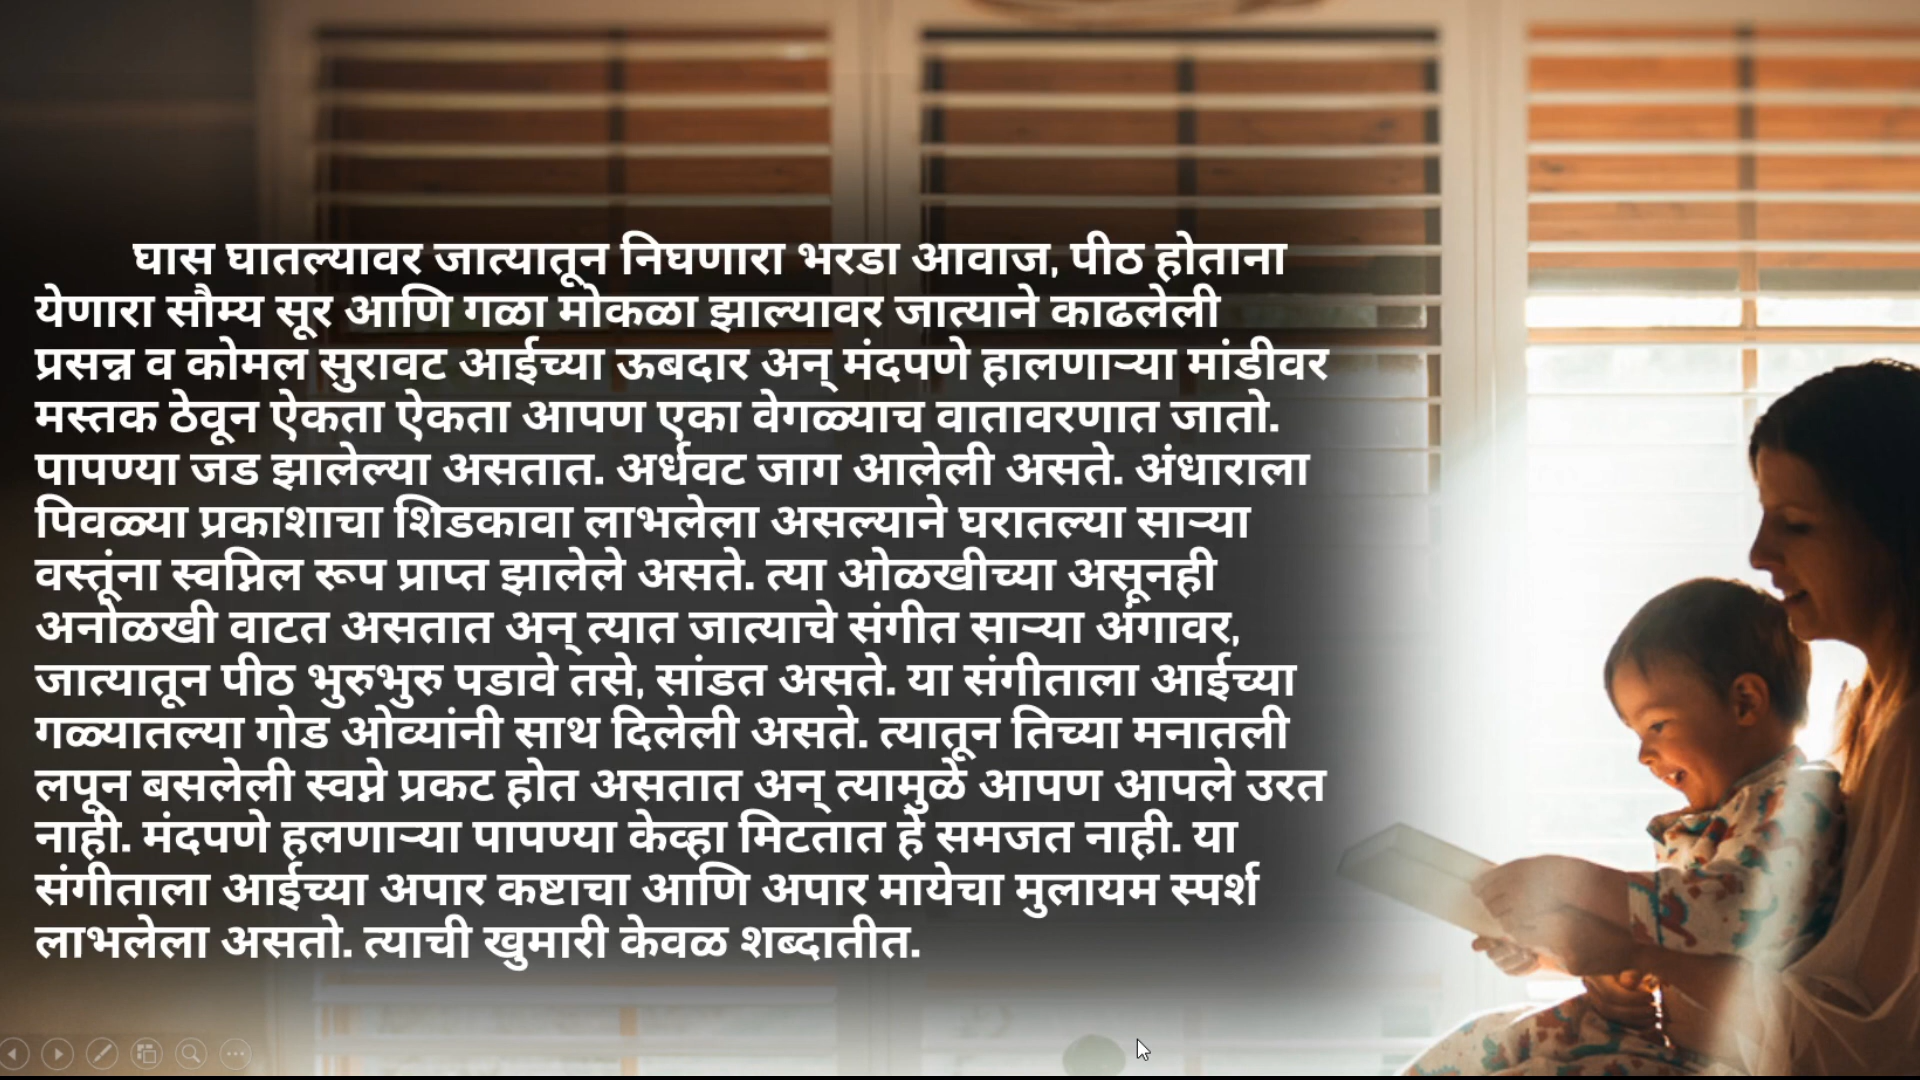 घास घातल्यावर जात्यातून निघणारा भरडा आवाज, पीठ होताना
येणारा सौम्य सूर आणि गळा मोकळा झाल्यावर जात्याने काढलेली
प्रसन्न व कोमल सुरावट आईच्या ऊबदार अन् मंदपणे हालणाऱ्या मांडीवर
मस्तक ठेवून ऐकता ऐकता आपण एका वेगळ्याच वातावरणात जातो.
पापण्या जड झालेल्या असतात. अर्धवट जाग आलेली असते. अंधाराला
पिवळ्या प्रकाशाचा शिडकावा लाभलेला असल्याने घरातल्या साऱ्या
वस्तूंना स्वप्निल रूप प्राप्त झालेले असते. त्या ओळखीच्या असूनही
अनोळखी वाटत असतात अन् त्यात जात्याचे संगीत साऱ्या अंगावर,
जात्यातून पीठ भुरुभुरु पडावे तसे, सांडत असते. या संगीताला आईच्या
गळ्यातल्या गोड ओव्यांनी साथ दिलेली असते. त्यातून तिच्या मनातली
लपून बसलेली स्वप्ने प्रकट होत असतात अन् त्यामुळे आपण आपले उरत
नाही. मंदपणे हलणाऱ्या पापण्या केव्हा मिटतात हे समजत नाही. या
संगीताला आईच्या अपार कष्टाचा आणि अपार मायेचा मुलायम स्पर्श
लाभलेला असतो. त्याची खुमारी केवळ शब्दातीत.